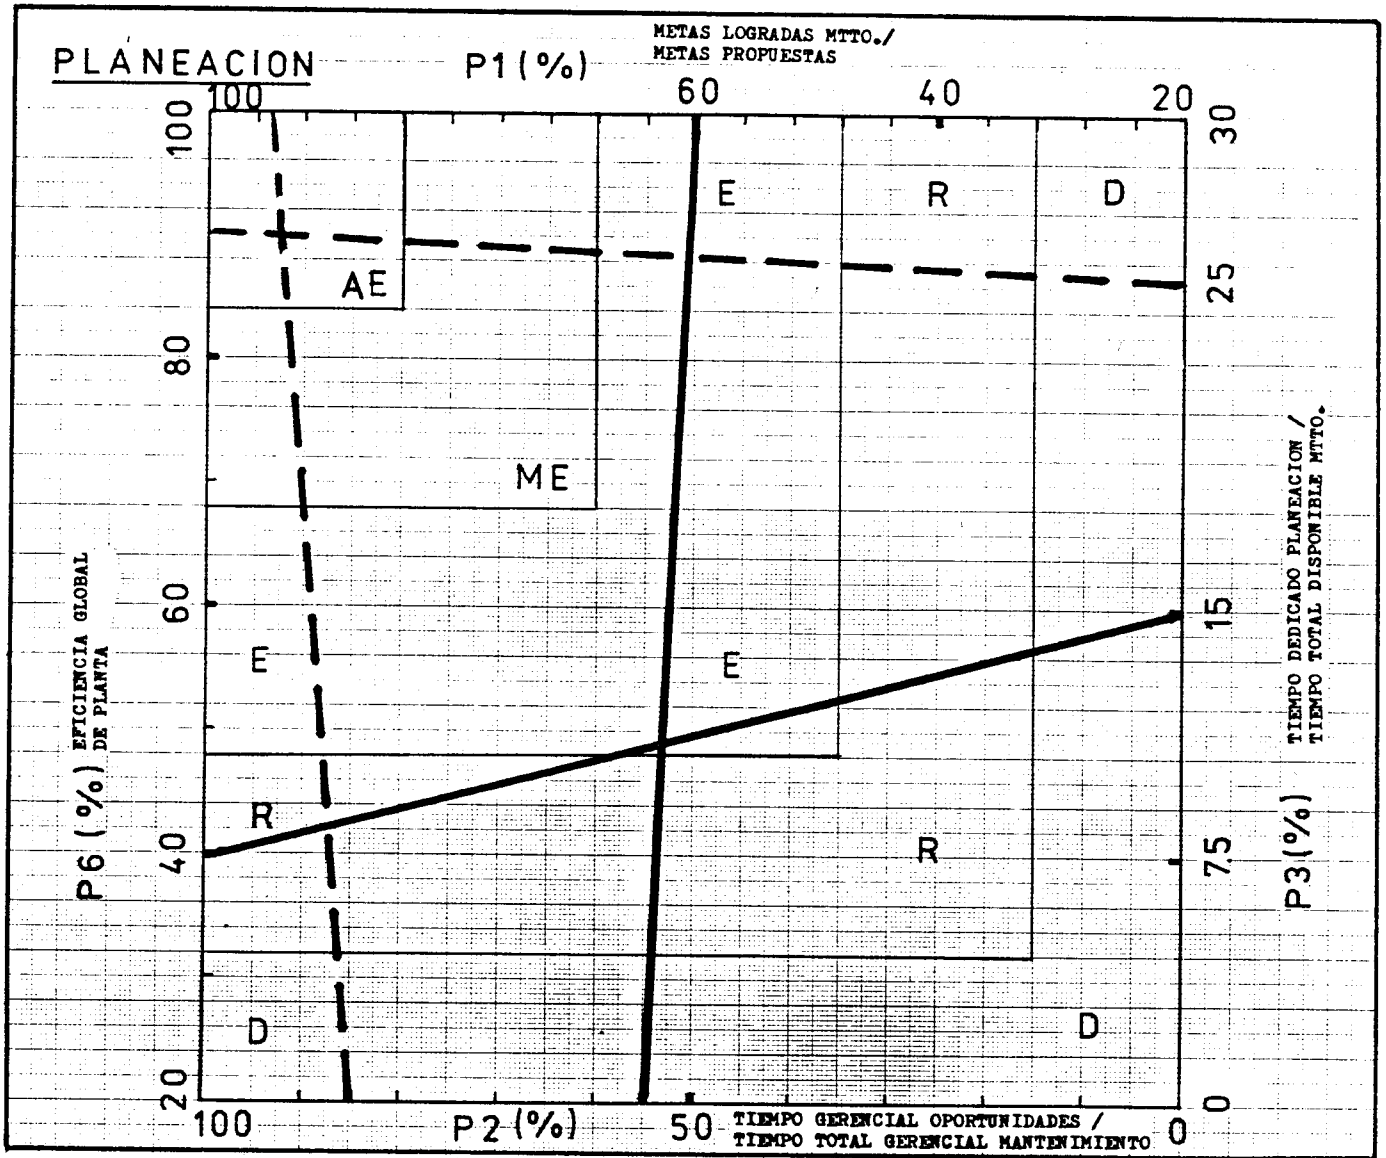 METAS LOGRADAS MTTO./
METAS PROPUESTAS
PLANEACION
P1(%)
100 60 40 20
100
80
60
40
20
30
25
15
7.5
0
E R D
AE
ME
E E
R R
D D
P6 (%) EFICIENCIA GLOBAL
DE PLANTA
P3(%) TIEMPO DEDICADO PLANEACION /
TIEMPO TOTAL DISPONIBLE MTTO.
100 P2(%) 50 0
TIEMPO GERENCIAL OPORTUNIDADES /
TIEMPO TOTAL GERENCIAL MANTENIMIENTO